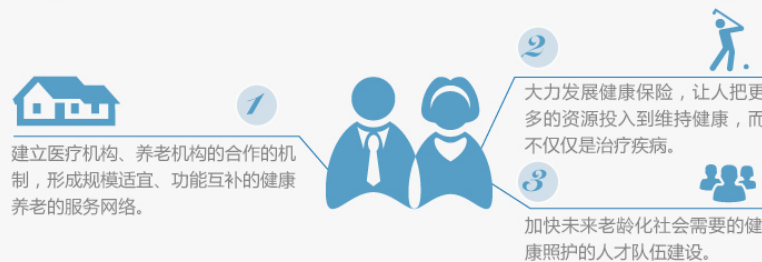 1
建立医疗机构、养老机构的合作的机
制，形成规模适宜、功能互补的健康
养老的服务网络。
2
大力发展健康保险，让人把更
多的资源投入到维持健康，而
不仅仅是治疗疾病。
3
加快未来老龄化社会需要的健
康照护的人才队伍建设。